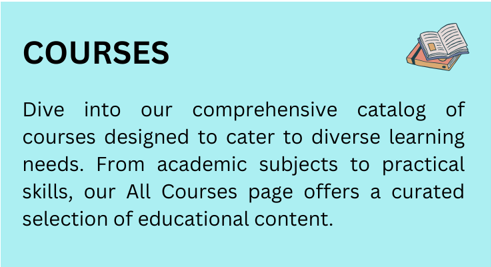 COURSES
Dive into our comprehensive catalog of
courses designed to cater to diverse learning
needs. From academic subjects to practical
skills, our All Courses page offers a curated
selection of educational content.